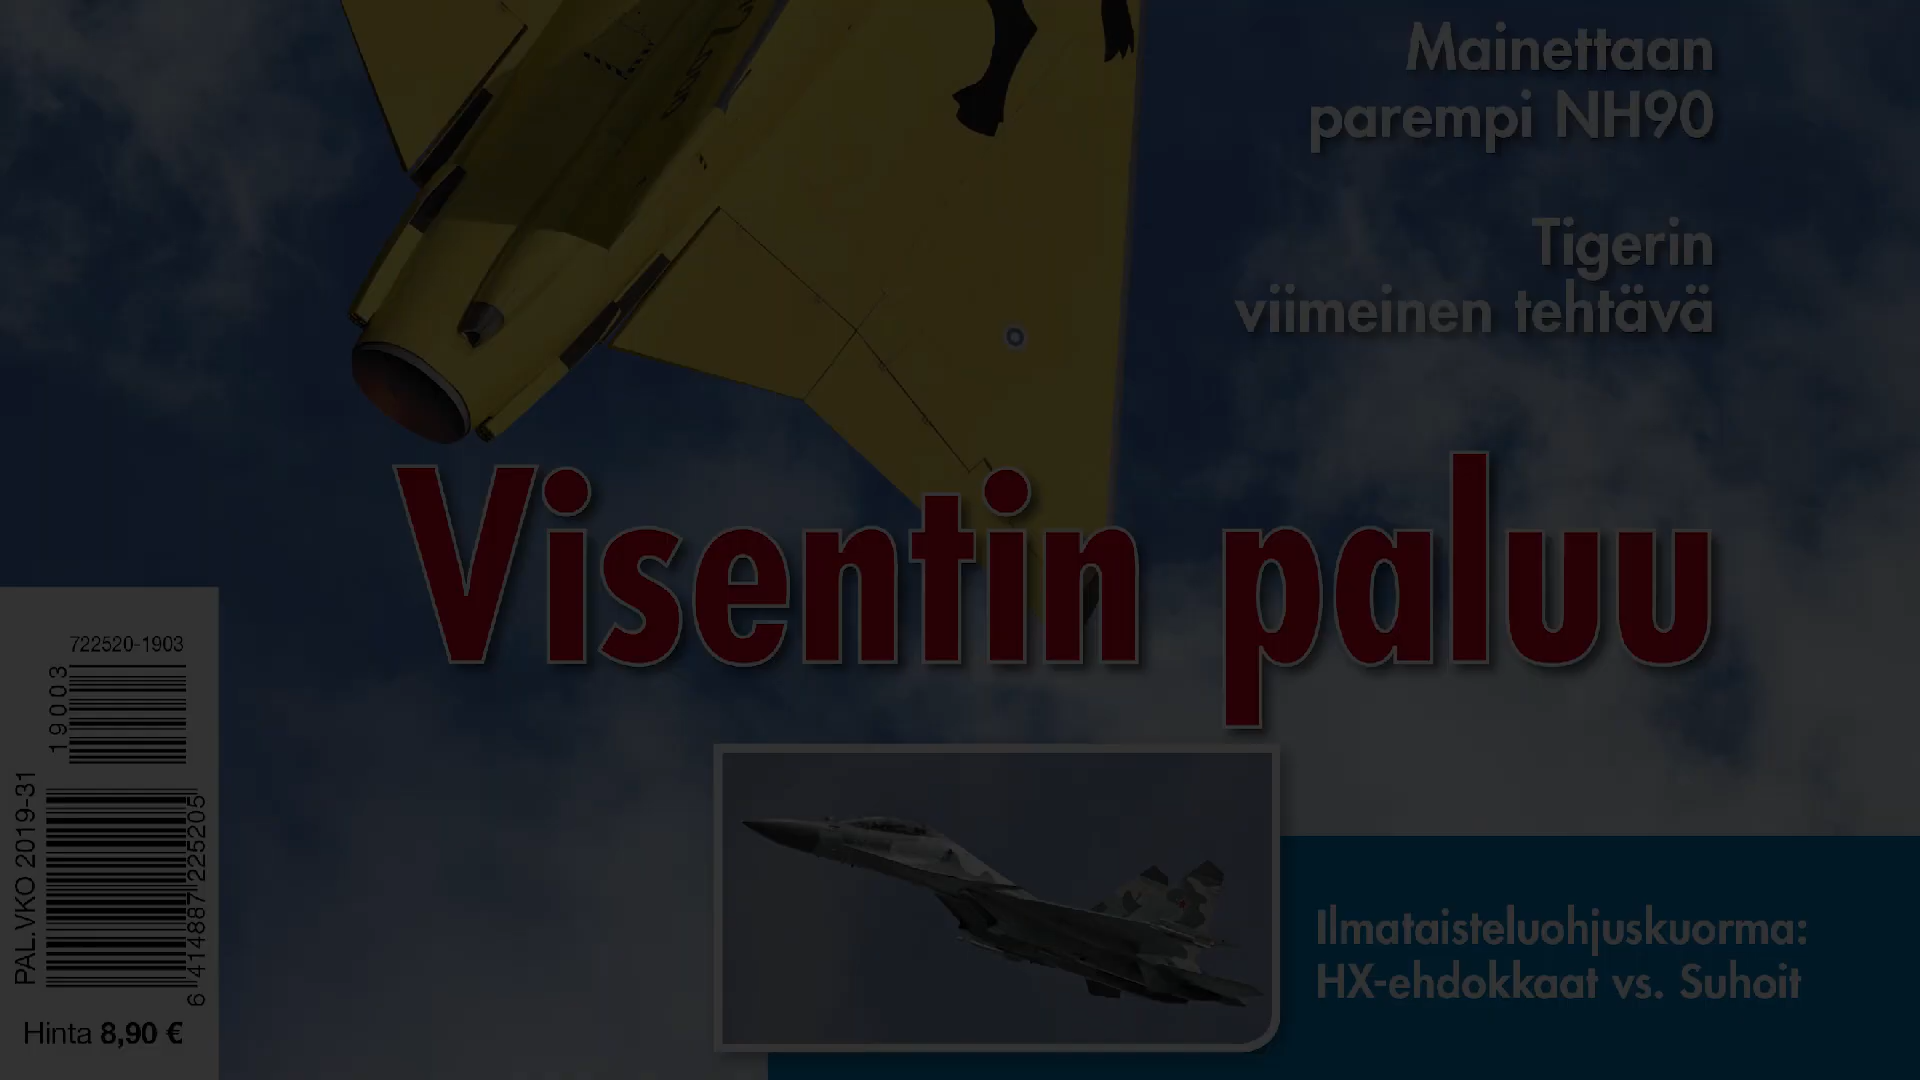 Mainettaan
parempi NH90
Tigerin
viimeinen tehtävä
Visentin paluu
722520-1903
19003
PAL.VKO 2019-31
6 414887 225205
Hinta 8,90 €
Ilmataisteluohjuskuorma:
HX-ehdokkaat vs. Suhoit